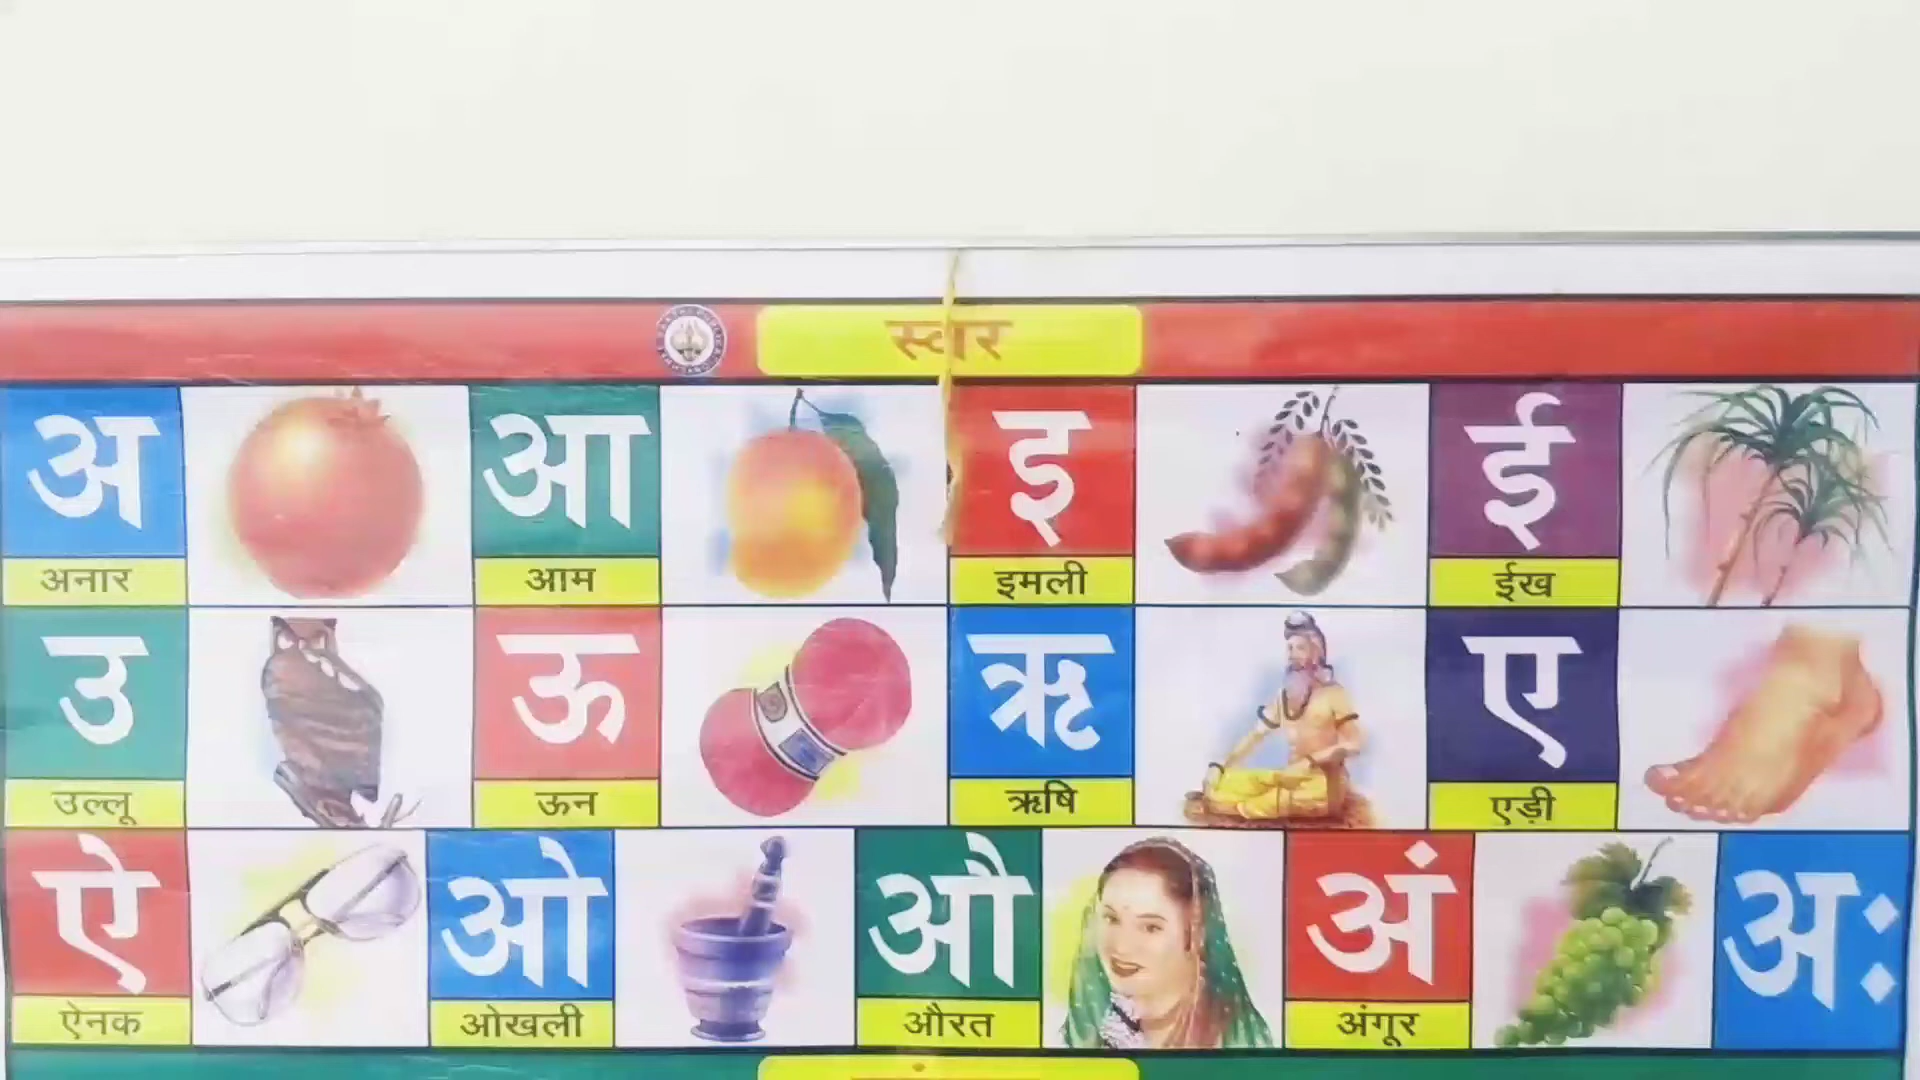 स्वर
अ आ इ ई
अनार आम इमली ईख
उ ऊ ऋ ए
उल्लू ऊन ऋषि एड़ी
ऐ ओ औ अं अः
ऐनक ओखली औरत अंगूर